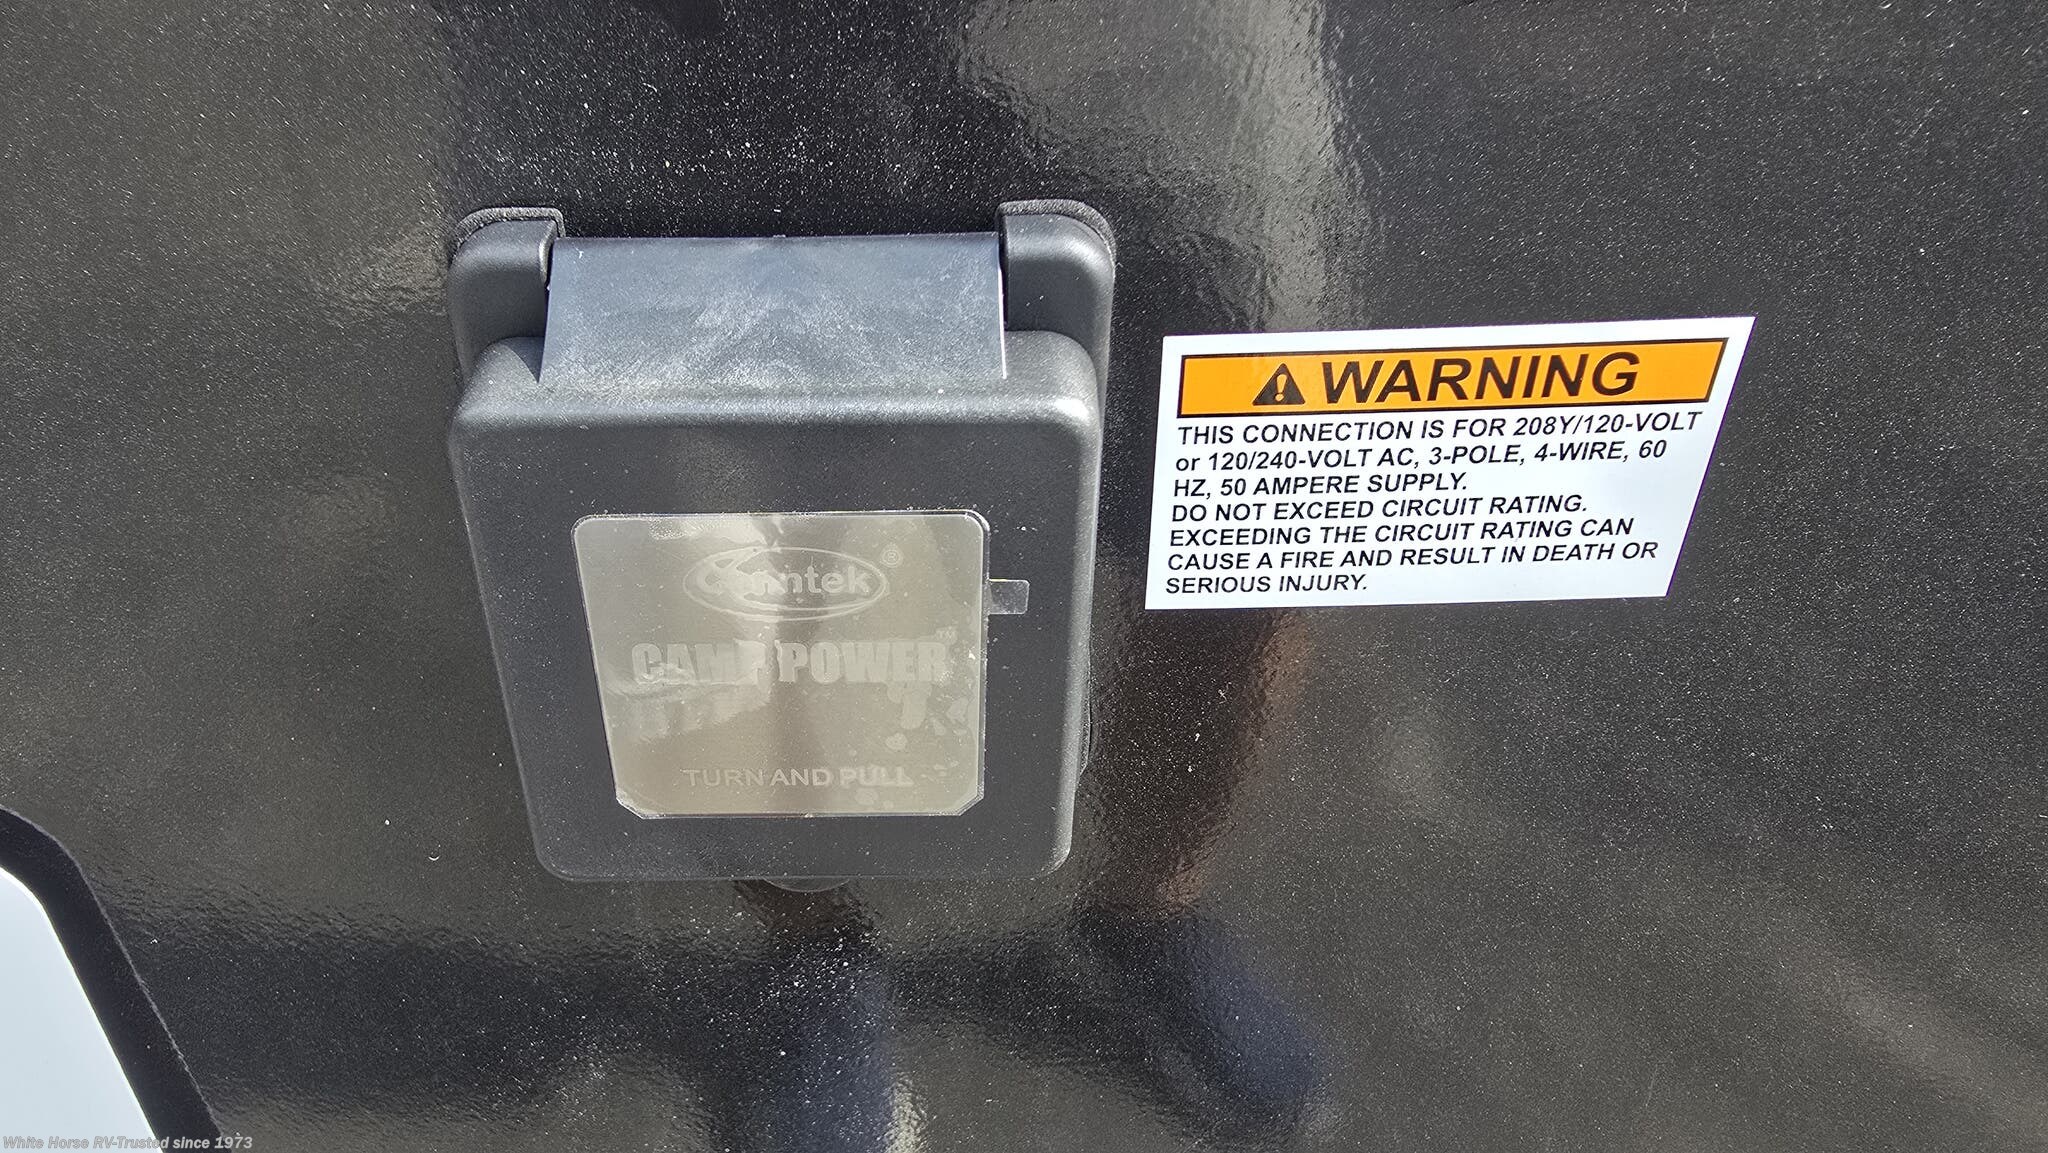 Conntek®
CAMP POWER™
TURN AND PULL
WARNING
THIS CONNECTION IS FOR 208Y/120-VOLT
or 120/240-VOLT AC, 3-POLE, 4-WIRE, 60
HZ, 50 AMPERE SUPPLY.
DO NOT EXCEED CIRCUIT RATING.
EXCEEDING THE CIRCUIT RATING CAN
CAUSE A FIRE AND RESULT IN DEATH OR
SERIOUS INJURY.
White Horse RV-Trusted since 1973